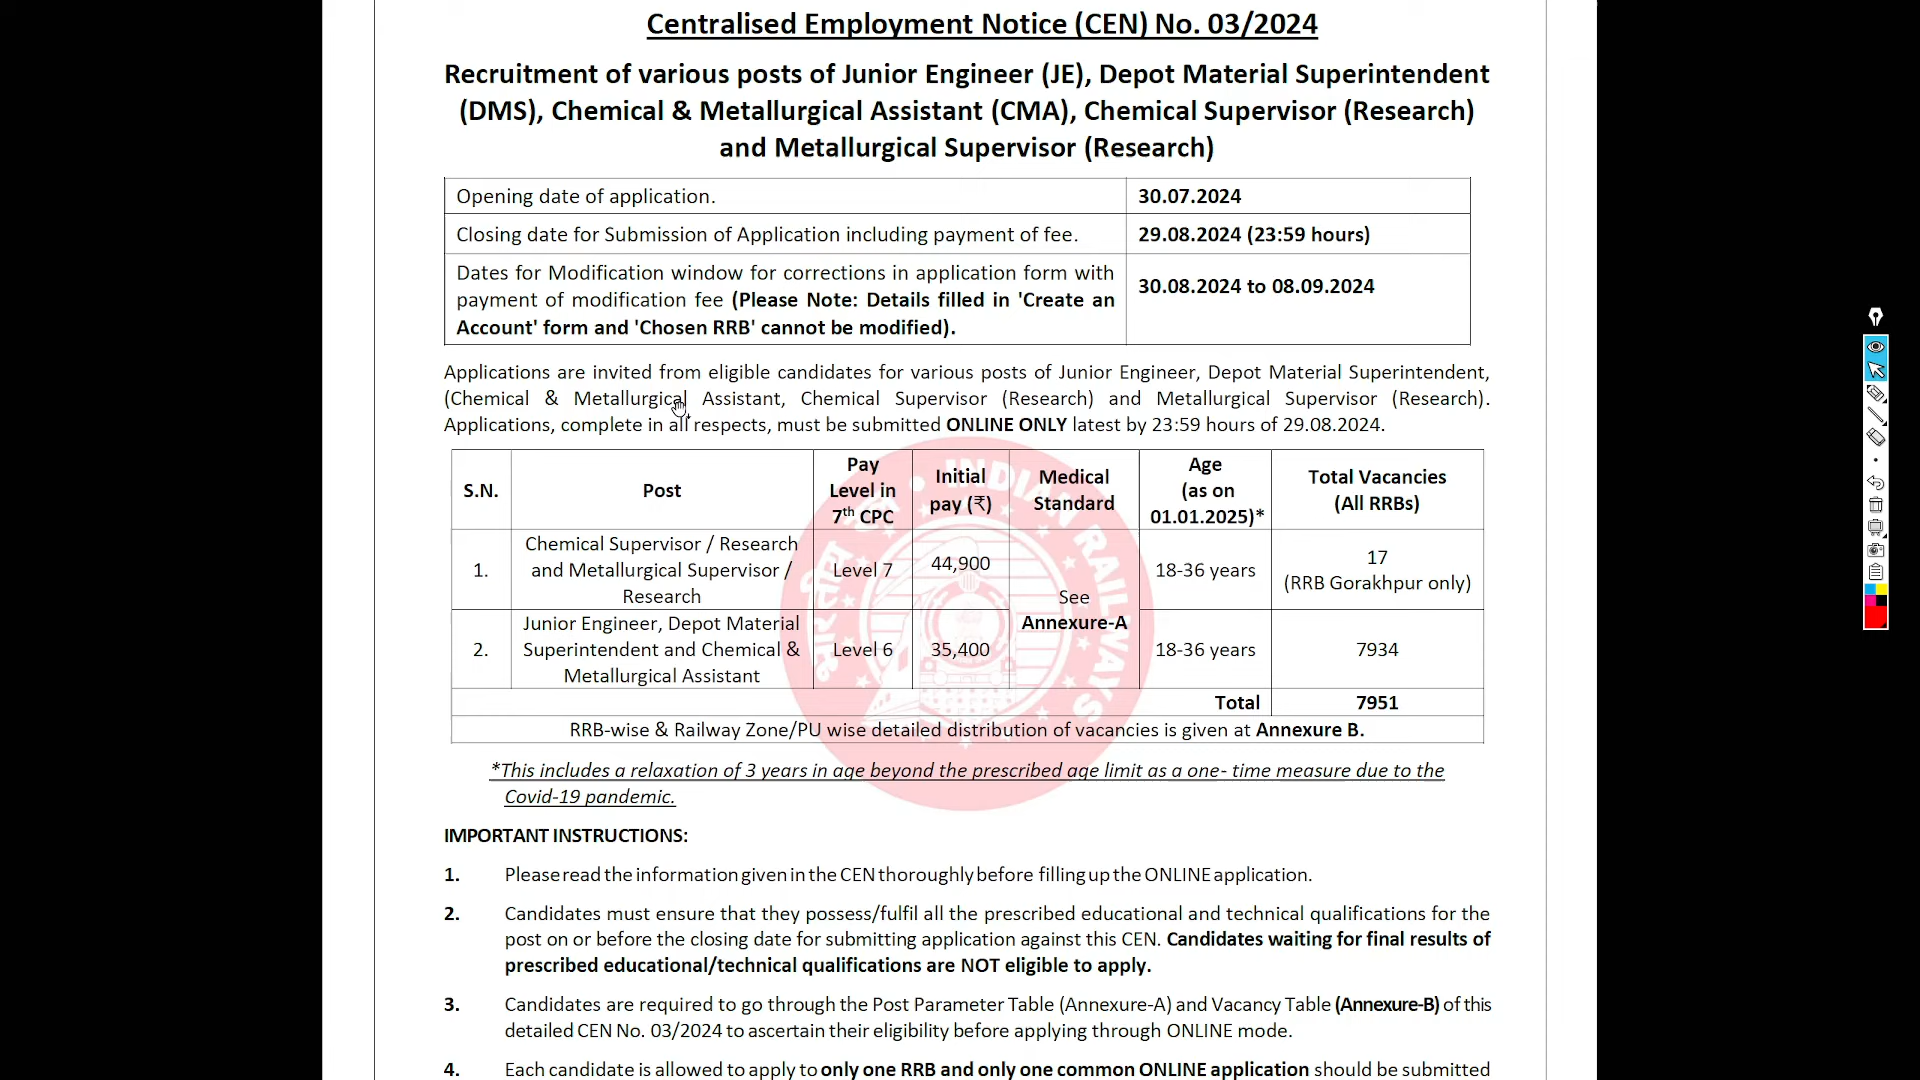 Centralised Employment Notice (CEN) No. 03/2024
Recruitment of various posts of Junior Engineer (JE), Depot Material Superintendent
(DMS), Chemical & Metallurgical Assistant (CMA), Chemical Supervisor (Research)
and Metallurgical Supervisor (Research)
Opening date of application. 30.07.2024
Closing date for Submission of Application including payment of fee. 29.08.2024 (23:59 hours)
Dates for Modification window for corrections in application form with
payment of modification fee (Please Note: Details filled in 'Create an
Account' form and 'Chosen RRB' cannot be modified).
30.08.2024 to 08.09.2024
Applications are invited from eligible candidates for various posts of Junior Engineer, Depot Material Superintendent,
(Chemical & Metallurgical Assistant, Chemical Supervisor (Research) and Metallurgical Supervisor (Research).
Applications, complete in all respects, must be submitted ONLINE ONLY latest by 23:59 hours of 29.08.2024.
S.N.
Post
Pay
Level in
7th CPC
Initial
pay (₹)
Medical
Standard
Age
(as on
01.01.2025)*
Total Vacancies
(All RRBs)
1.
Chemical Supervisor / Research
and Metallurgical Supervisor /
Research
Level 7
44,900
See
Annexure-A
18-36 years
17
(RRB Gorakhpur only)
2.
Junior Engineer, Depot Material
Superintendent and Chemical &
Metallurgical Assistant
Level 6
35,400
18-36 years
7934
Total 7951
RRB-wise & Railway Zone/PU wise detailed distribution of vacancies is given at Annexure B.
भारतीय रेल
INDIAN RAILWAYS
*This includes a relaxation of 3 years in age beyond the prescribed age limit as a one- time measure due to the
Covid-19 pandemic.
IMPORTANT INSTRUCTIONS:
1. Please read the information given in the CEN thoroughly before filling up the ONLINE application.
2. Candidates must ensure that they possess/fulfil all the prescribed educational and technical qualifications for the
post on or before the closing date for submitting application against this CEN. Candidates waiting for final results of
prescribed educational/technical qualifications are NOT eligible to apply.
3. Candidates are required to go through the Post Parameter Table (Annexure-A) and Vacancy Table (Annexure-B) of this
detailed CEN No. 03/2024 to ascertain their eligibility before applying through ONLINE mode.
4. Each candidate is allowed to apply to only one RRB and only one common ONLINE application should be submitted